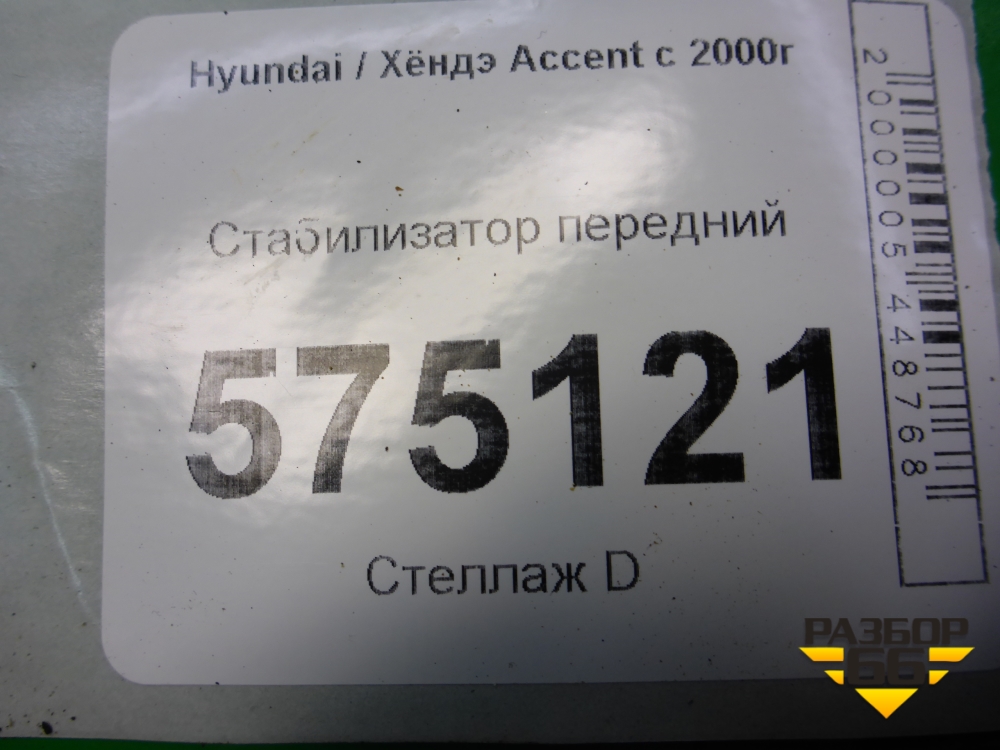 Hyundai / Хёндэ Accent с 2000г
Стабилизатор передний
575121
Стеллаж D
2000005448768
РАЗБОР
66